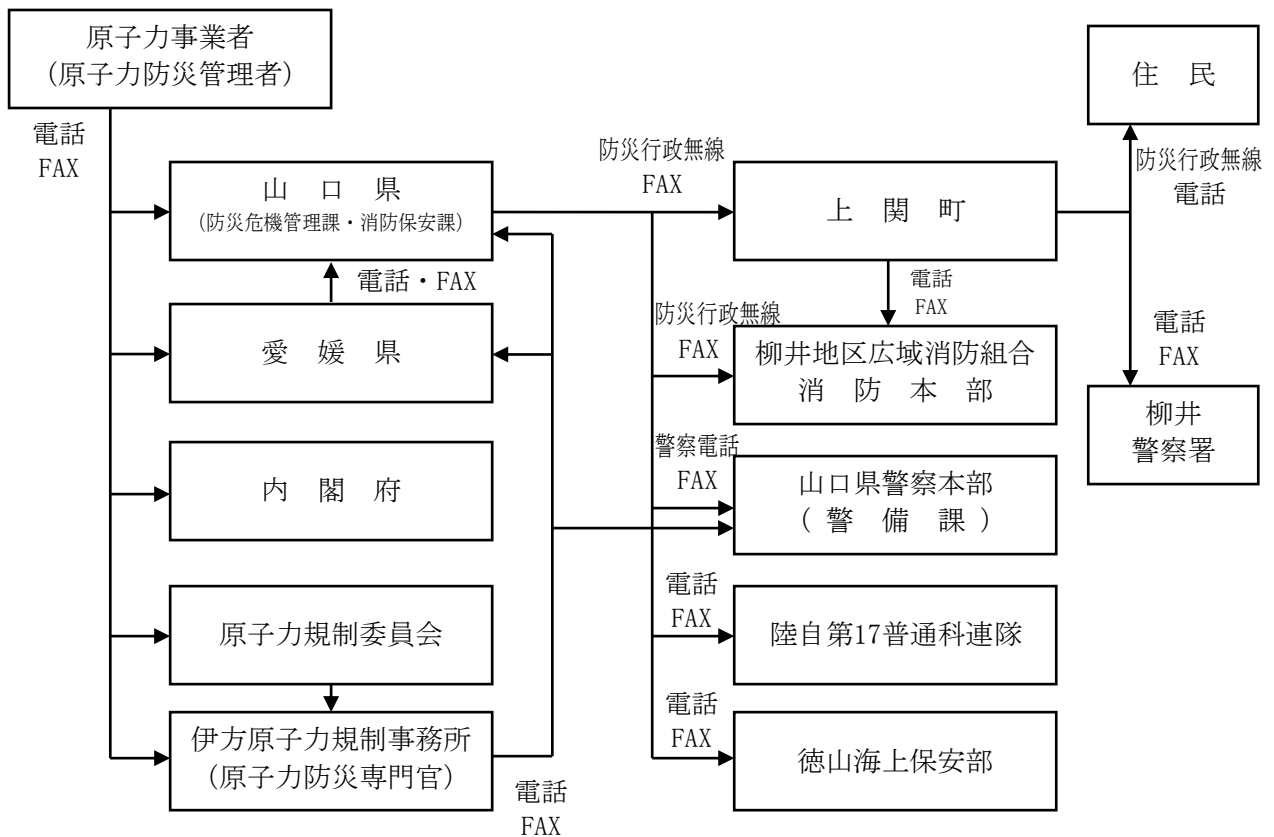 原子力事業者
(原子力防災管理者)
電話
FAX
山 口 県
(防災危機管理課・消防保安課)
電話・FAX
愛 媛 県
内 閣 府
原子力規制委員会
伊方原子力規制事務所
(原子力防災専門官)
電話
FAX
防災行政無線
FAX
上 関 町
電話
FAX
防災行政無線
FAX
柳井地区広域消防組合
消 防 本 部
警察電話
FAX
山口県警察本部
( 警 備 課 )
電話
FAX
陸自第17普通科連隊
電話
FAX
徳山海上保安部
住 民
防災行政無線
電話
電話
FAX
柳井
警察署